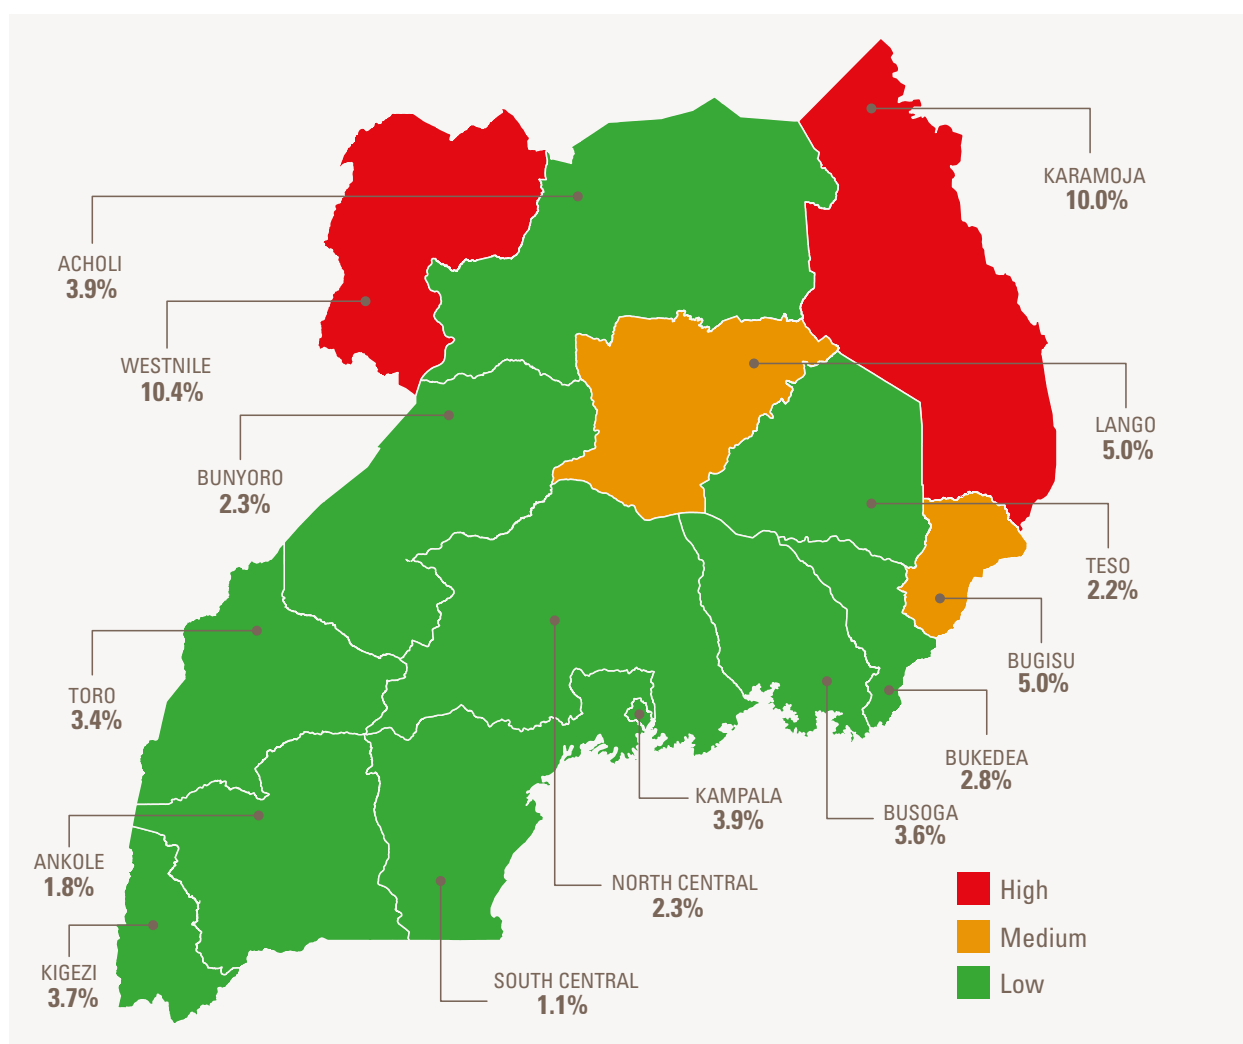 KARAMOJA
10.0%
ACHOLI
3.9%
WESTNILE
10.4%
LANGO
5.0%
BUNYORO
2.3%
TESO
2.2%
BUGISU
5.0%
TORO
3.4%
BUKEDEA
2.8%
KAMPALA
3.9%
BUSOGA
3.6%
ANKOLE
1.8%
NORTH CENTRAL
2.3%
High
Medium
Low
KIGEZI
3.7%
SOUTH CENTRAL
1.1%